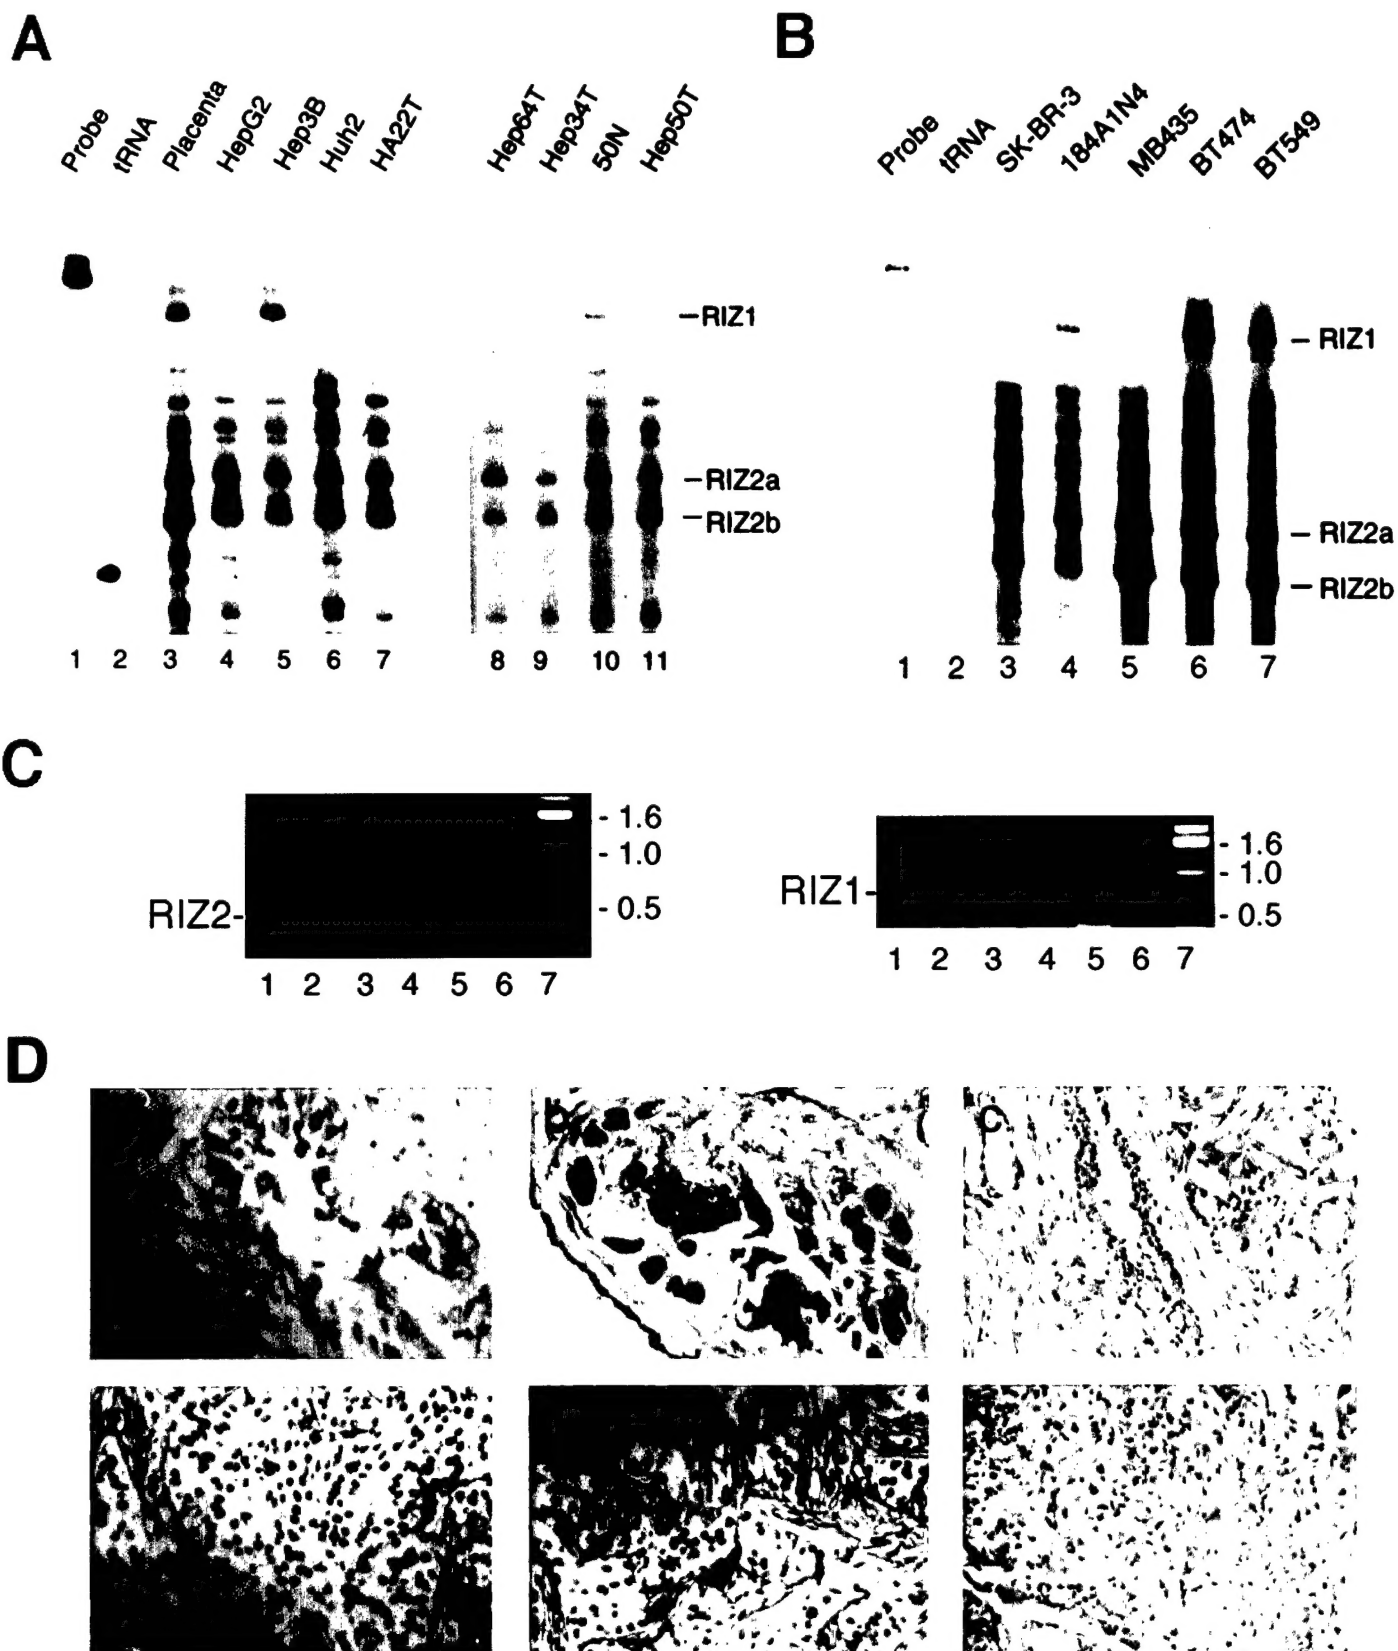 A
Probe
tRNA
Placenta
HepG2
Hep3B
Huh2
HA22T
Hep64T
Hep34T
50N
Hep50T
RIZ1
RIZ2a
RIZ2b
1 2 3 4 5 6 7 8 9 10 11
B
Probe
tRNA
SK-BR-3
184A1N4
MB435
BT474
BT549
RIZ1
RIZ2a
RIZ2b
1 2 3 4 5 6 7
C
- 1.6
- 1.0
- 0.5
RIZ2-
1 2 3 4 5 6 7
- 1.6
- 1.0
- 0.5
RIZ1-
1 2 3 4 5 6 7
D
b
C